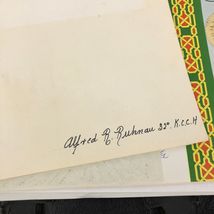 Alfred R. Ruhnau 32° K.C.C.H